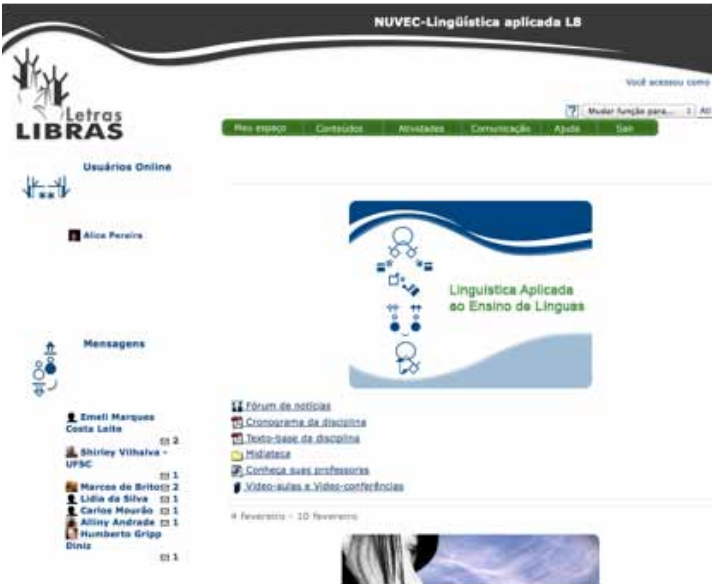 NUVEC-Lingüística aplicada L8
Você acessou como
Letras
LIBRAS
? Mudar função para...
Meu espaço Conteúdos Atividades Comunicação Ajuda Sair
Usuários Online
Alice Pereira
Linguística Aplicada
ao Ensino de Línguas
Mensagens
Emeli Marques
Costa Leite
2
Shirley Vilhalva -
UFSC
1
Marcos de Brito 2
Lidia da Silva 1
Carlos Mourão 1
Alliny Andrade 1
Humberto Gripp
Diniz
1
Fórum de notícias
Cronograma da disciplina
Texto-base da disciplina
Midiateca
Conheça suas professoras
Vídeo-aulas e Vídeo-conferências
4 fevereiro - 10 fevereiro